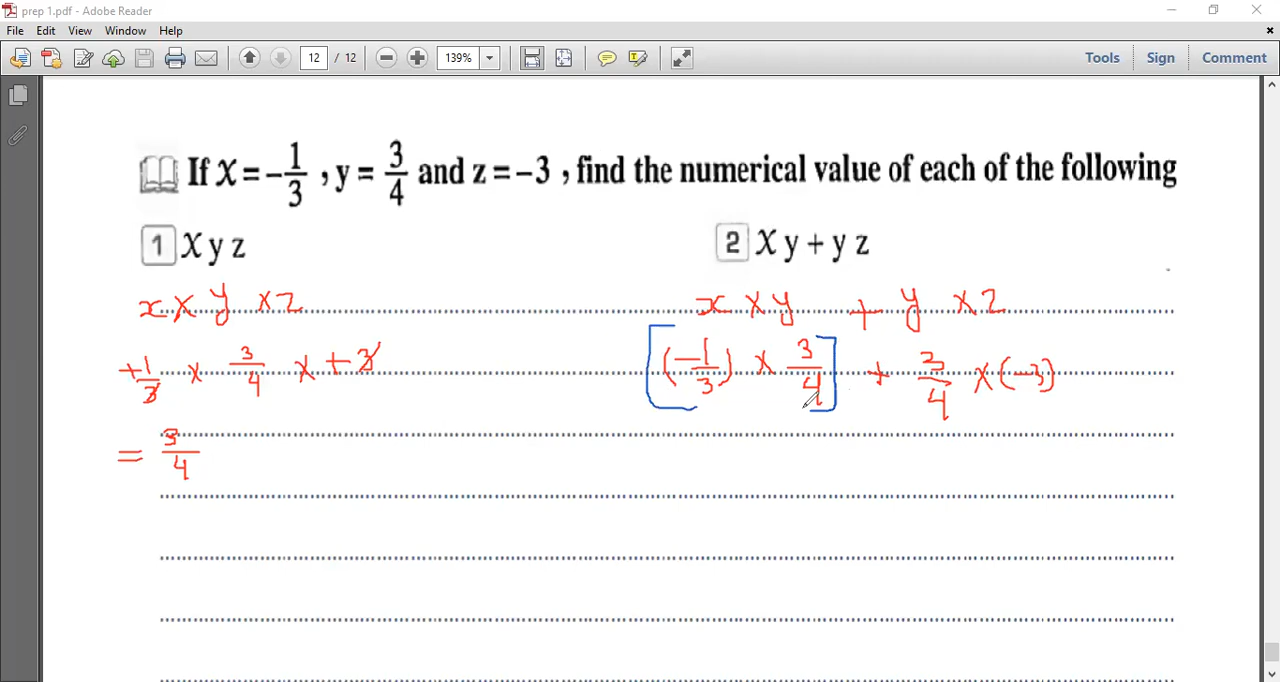 prep 1.pdf - Adobe Reader
File Edit View Window Help
12 / 12 139% Tools Sign Comment
If X = -1/3 , y = 3/4 and z = -3 , find the numerical value of each of the following
1 X y z
2 X y + y z
x × y × z
x × y + y × z
+1/3 × 3/4 × +3
[(-1/3) × 3/4] + 3/4 × (-3)
= 3/4